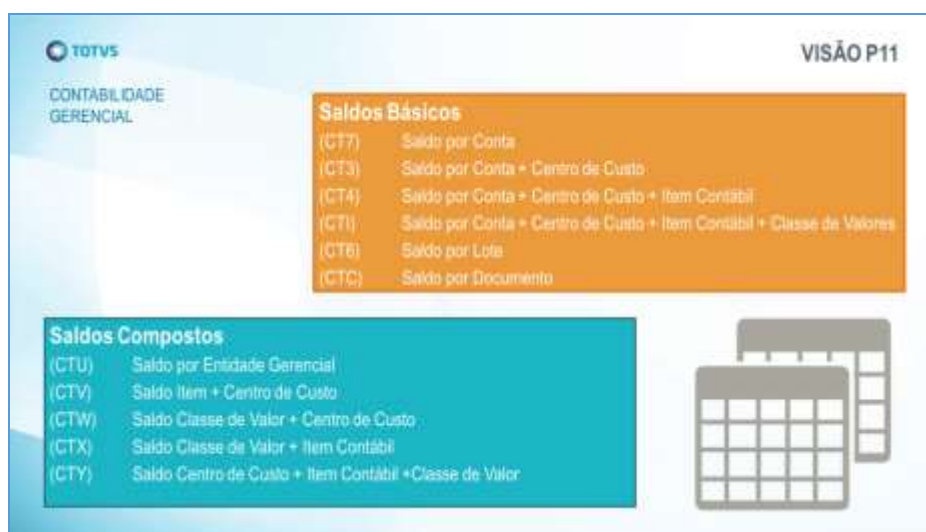 TOTVS
VISÃO P11
CONTABILIDADE
GERENCIAL
Saldos Básicos
(CT7) Saldo por Conta
(CT3) Saldo por Conta + Centro de Custo
(CT4) Saldo por Conta + Centro de Custo + Item Contábil
(CTI) Saldo por Conta + Centro de Custo + Item Contábil + Classe de Valores
(CT6) Saldo por Lote
(CTC) Saldo por Documento
Saldos Compostos
(CTU) Saldo por Entidade Gerencial
(CTV) Saldo Item + Centro de Custo
(CTW) Saldo Classe de Valor + Centro de Custo
(CTX) Saldo Classe de Valor + Item Contábil
(CTY) Saldo Centro de Custo + Item Contábil +Classe de Valor